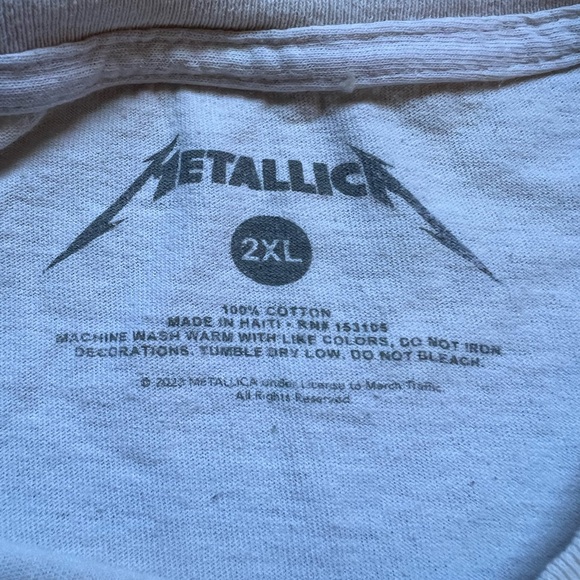 METALLICA
2XL
100% COTTON
MADE IN HAITI • RN# 153105
MACHINE WASH WARM WITH LIKE COLORS, DO NOT IRON
DECORATIONS. TUMBLE DRY LOW. DO NOT BLEACH.
© 2023 METALLICA under License to Merch Traffic.
All Rights Reserved